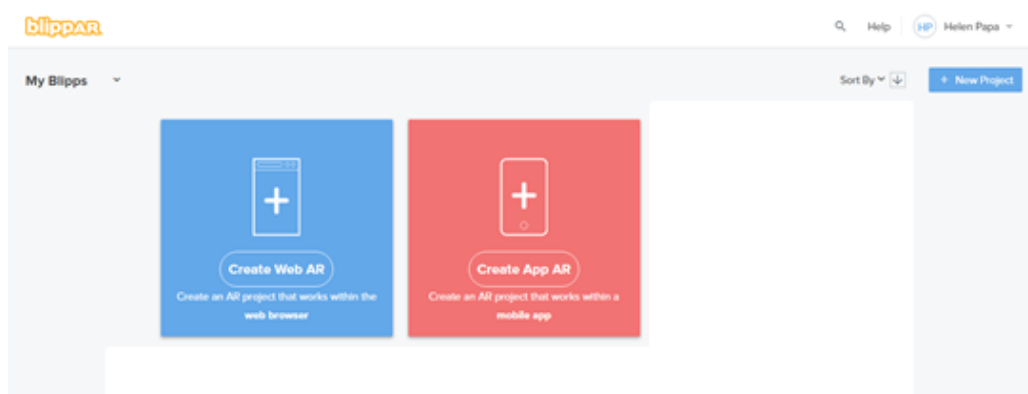 blippAR
Help
HP
Helen Papa
My Blipps
Sort By
+ New Project
Create Web AR
Create an AR project that works within the
web browser
Create App AR
Create an AR project that works within a
mobile app